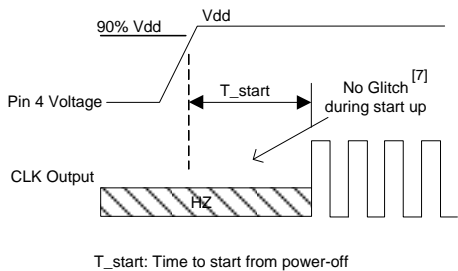 Vdd
90% Vdd
T_start
No Glitch [7]
during start up
Pin 4 Voltage
CLK Output
HZ
T_start: Time to start from power-off